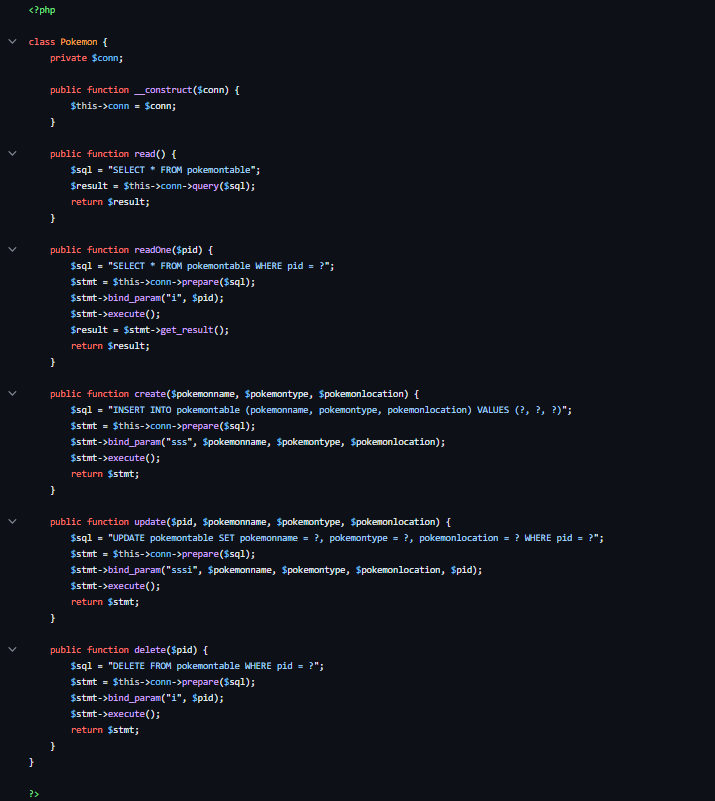 <?php
class Pokemon {
private $conn;
public function __construct($conn) {
$this->conn = $conn;
}
public function read() {
$sql = "SELECT * FROM pokemontable";
$result = $this->conn->query($sql);
return $result;
}
public function readOne($pid) {
$sql = "SELECT * FROM pokemontable WHERE pid = ?";
$stmt = $this->conn->prepare($sql);
$stmt->bind_param("i", $pid);
$stmt->execute();
$result = $stmt->get_result();
return $result;
}
public function create($pokemonname, $pokemontype, $pokemonlocation) {
$sql = "INSERT INTO pokemontable (pokemonname, pokemontype, pokemonlocation) VALUES (?, ?, ?)";
$stmt = $this->conn->prepare($sql);
$stmt->bind_param("sss", $pokemonname, $pokemontype, $pokemonlocation);
$stmt->execute();
return $stmt;
}
public function update($pid, $pokemonname, $pokemontype, $pokemonlocation) {
$sql = "UPDATE pokemontable SET pokemonname = ?, pokemontype = ?, pokemonlocation = ? WHERE pid = ?";
$stmt = $this->conn->prepare($sql);
$stmt->bind_param("sssi", $pokemonname, $pokemontype, $pokemonlocation, $pid);
$stmt->execute();
return $stmt;
}
public function delete($pid) {
$sql = "DELETE FROM pokemontable WHERE pid = ?";
$stmt = $this->conn->prepare($sql);
$stmt->bind_param("i", $pid);
$stmt->execute();
return $stmt;
}
}
?>